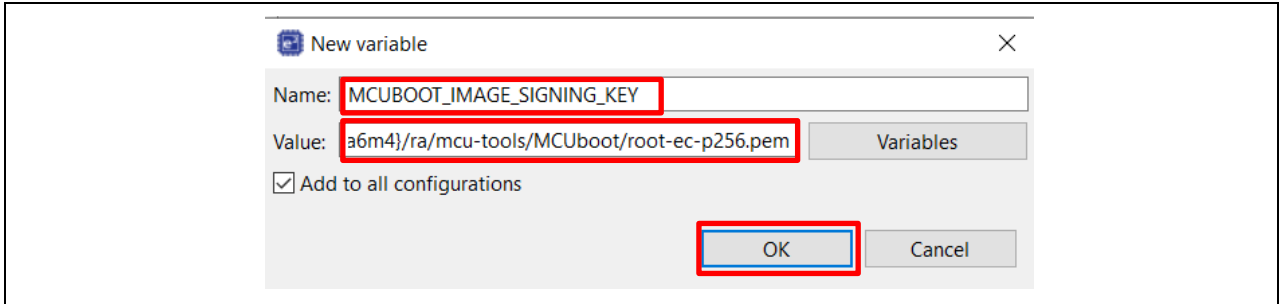 New variable
Name: MCUBOOT_IMAGE_SIGNING_KEY
Value: a6m4}/ra/mcu-tools/MCUboot/root-ec-p256.pem Variables
Add to all configurations
OK Cancel